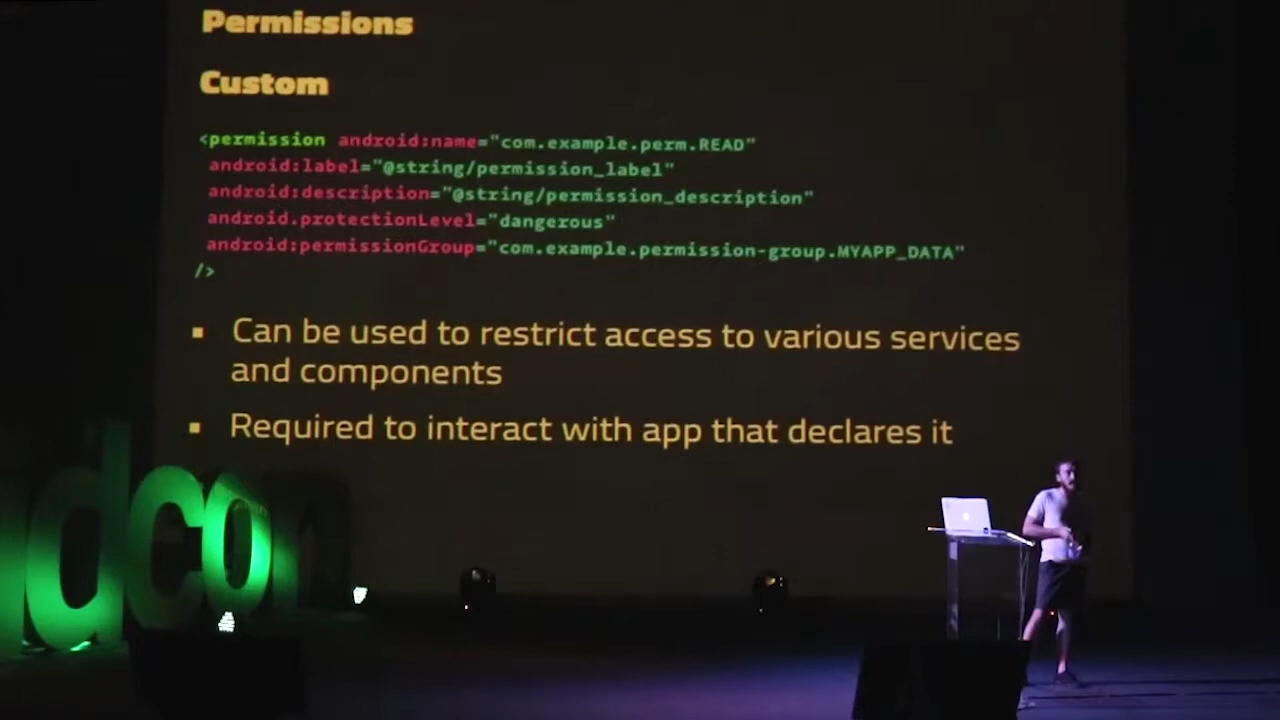 Permissions
Custom
<permission android:name="com.example.perm.READ"
android:label="@string/permission_label"
android:description="@string/permission_description"
android.protectionLevel="dangerous"
android:permissionGroup="com.example.permission-group.MYAPP_DATA"
/>
▪ Can be used to restrict access to various services
and components
▪ Required to interact with app that declares it
dcon